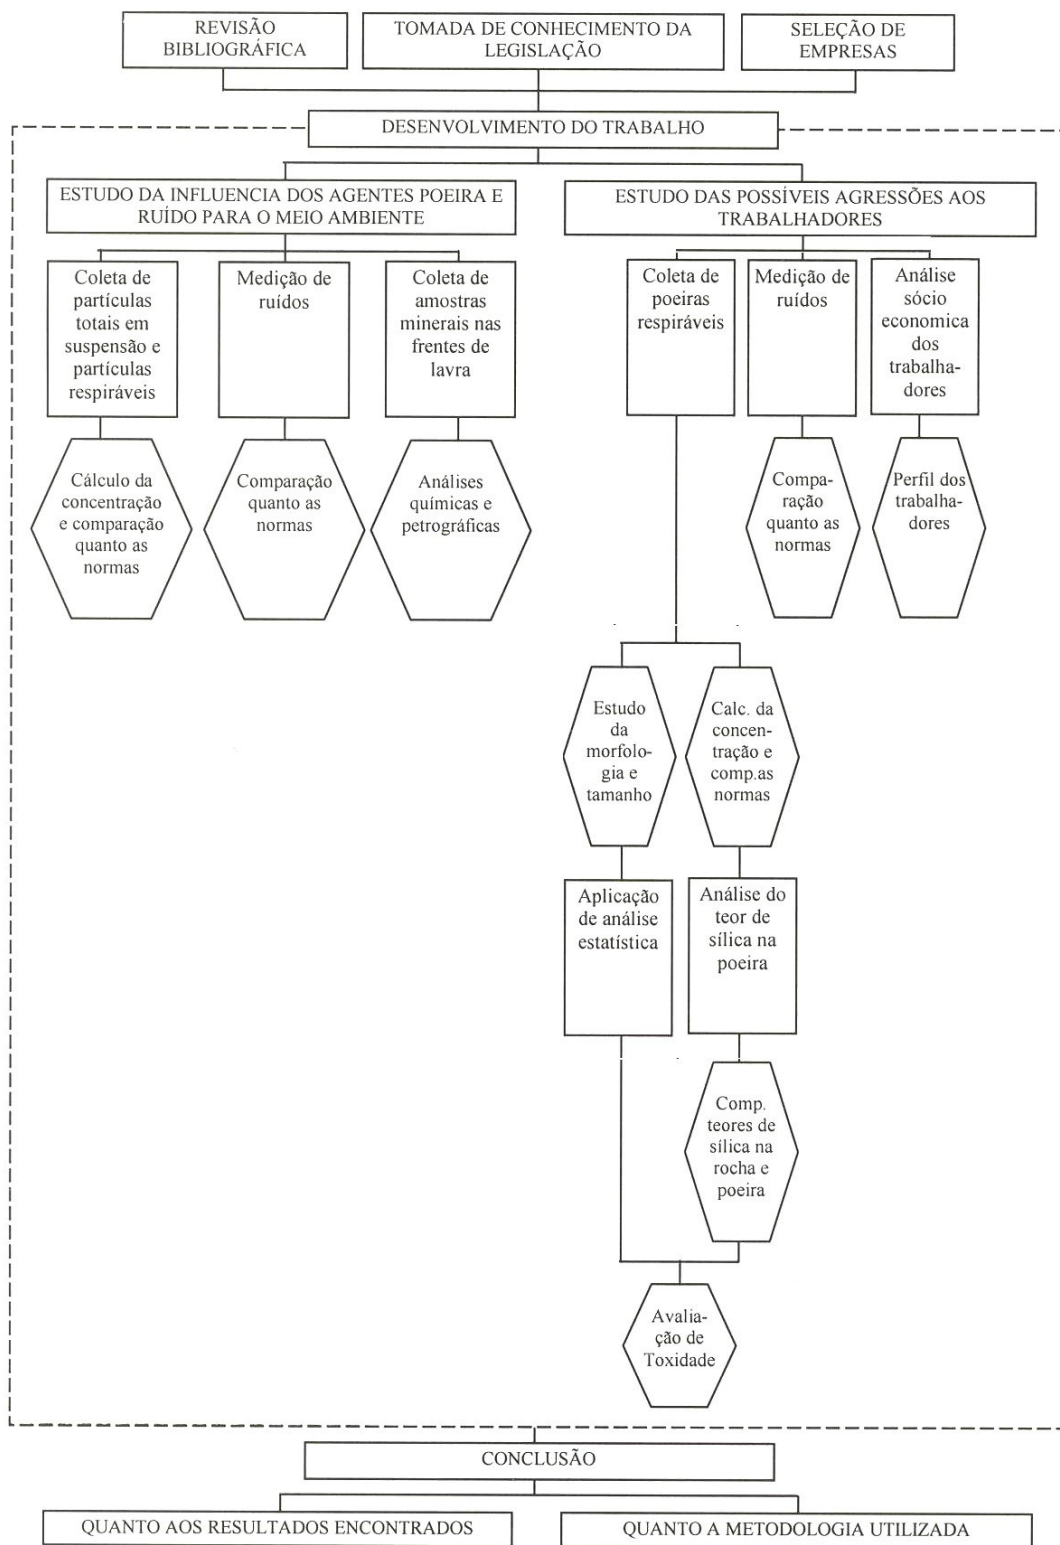 REVISÃO
BIBLIOGRÁFICA
TOMADA DE CONHECIMENTO DA
LEGISLAÇÃO
SELEÇÃO DE
EMPRESAS
DESENVOLVIMENTO DO TRABALHO
ESTUDO DA INFLUENCIA DOS AGENTES POEIRA E
RUÍDO PARA O MEIO AMBIENTE
ESTUDO DAS POSSÍVEIS AGRESSÕES AOS
TRABALHADORES
Coleta de
partículas
totais em
suspensão e
partículas
respiráveis
Medição de
ruídos
Coleta de
amostras
minerais nas
frentes de
lavra
Coleta de
poeiras
respiráveis
Medição de
ruídos
Análise
sócio
economica
dos
trabalha-
dores
Cálculo da
concentração
e comparação
quanto as
normas
Comparação
quanto as
normas
Análises
químicas e
petrográficas
Compa-
ração
quanto as
normas
Perfil dos
trabalha-
dores
Estudo
da
morfolo-
gia e
tamanho
Calc. da
concen-
tração e
comp.as
normas
Aplicação
de análise
estatística
Análise do
teor de
sílica na
poeira
Comp.
teores de
sílica na
rocha e
poeira
Avalia-
ção de
Toxidade
CONCLUSÃO
QUANTO AOS RESULTADOS ENCONTRADOS
QUANTO A METODOLOGIA UTILIZADA